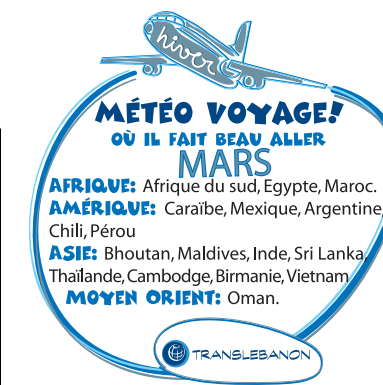 hiver
MÉTÉO VOYAGE!
OÙ IL FAIT BEAU ALLER
MARS
AFRIQUE: Afrique du sud, Egypte, Maroc.
AMÉRIQUE: Caraïbe, Mexique, Argentine,
Chili, Pérou
ASIE: Bhoutan, Maldives, Inde, Sri Lanka,
Thaïlande, Cambodge, Birmanie, Vietnam
MOYEN ORIENT: Oman.
TRANSLEBANON